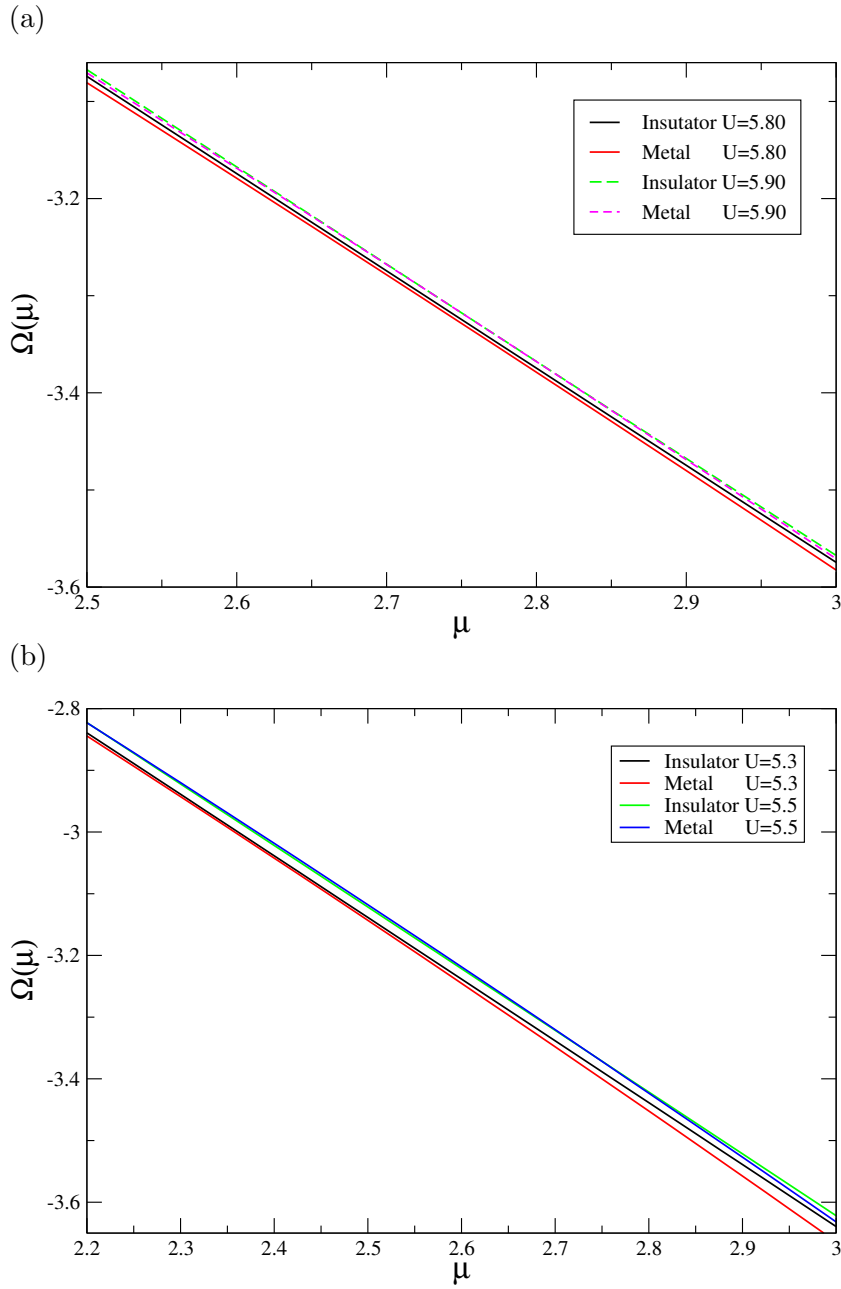 (a)
Insutator U=5.80
Metal U=5.80
Insulator U=5.90
Metal U=5.90
-3.2
-3.4
-3.6
Ω(μ)
2.5 2.6 2.7 2.8 2.9 3
μ
(b)
Insulator U=5.3
Metal U=5.3
Insulator U=5.5
Metal U=5.5
-2.8
-3
-3.2
-3.4
-3.6
Ω(μ)
2.2 2.3 2.4 2.5 2.6 2.7 2.8 2.9 3
μ